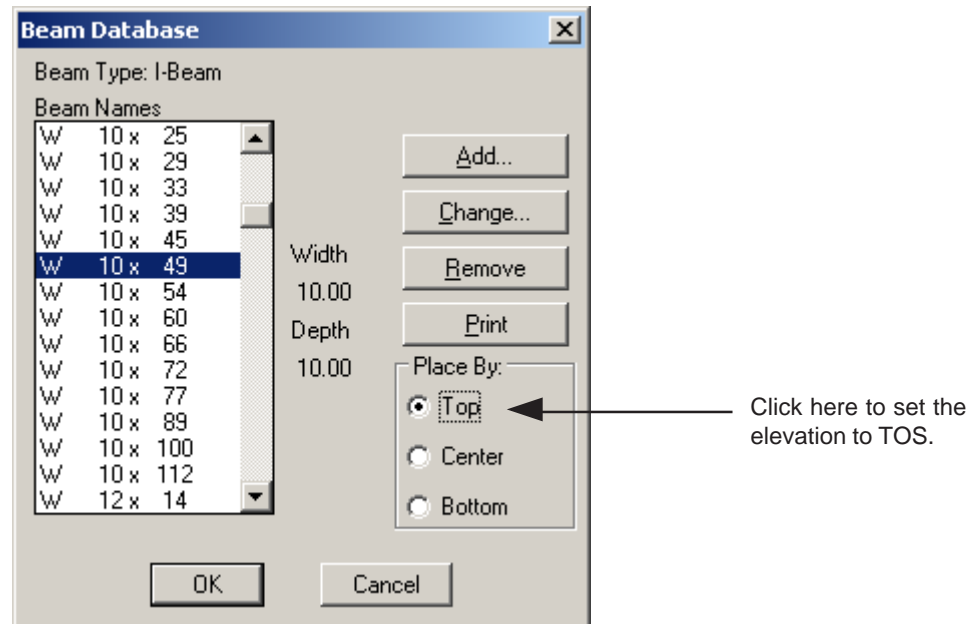 Beam Database
Beam Type: I-Beam
Beam Names
W 10 x 25
W 10 x 29
W 10 x 33
W 10 x 39
W 10 x 45
W 10 x 49
W 10 x 54
W 10 x 60
W 10 x 66
W 10 x 72
W 10 x 77
W 10 x 89
W 10 x 100
W 10 x 112
W 12 x 14
Width
10.00
Depth
10.00
Add...
Change...
Remove
Print
Place By:
Top
Center
Bottom
OK
Cancel
Click here to set the
elevation to TOS.